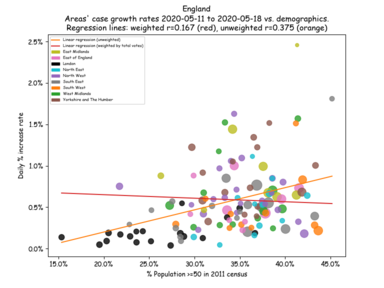 England
Areas' case growth rates 2020-05-11 to 2020-05-18 vs. demographics.
Regression lines: weighted r=0.167 (red), unweighted r=0.375 (orange)
Linear regression (unweighted)
Linear regression (weighted by total votes)
East Midlands
East of England
London
North East
North West
South East
South West
West Midlands
Yorkshire and The Humber
Daily % increase rate
2.5%
2.0%
1.5%
1.0%
0.5%
0.0%
15.0%
20.0%
25.0%
30.0%
35.0%
40.0%
45.0%
% Population >=50 in 2011 census